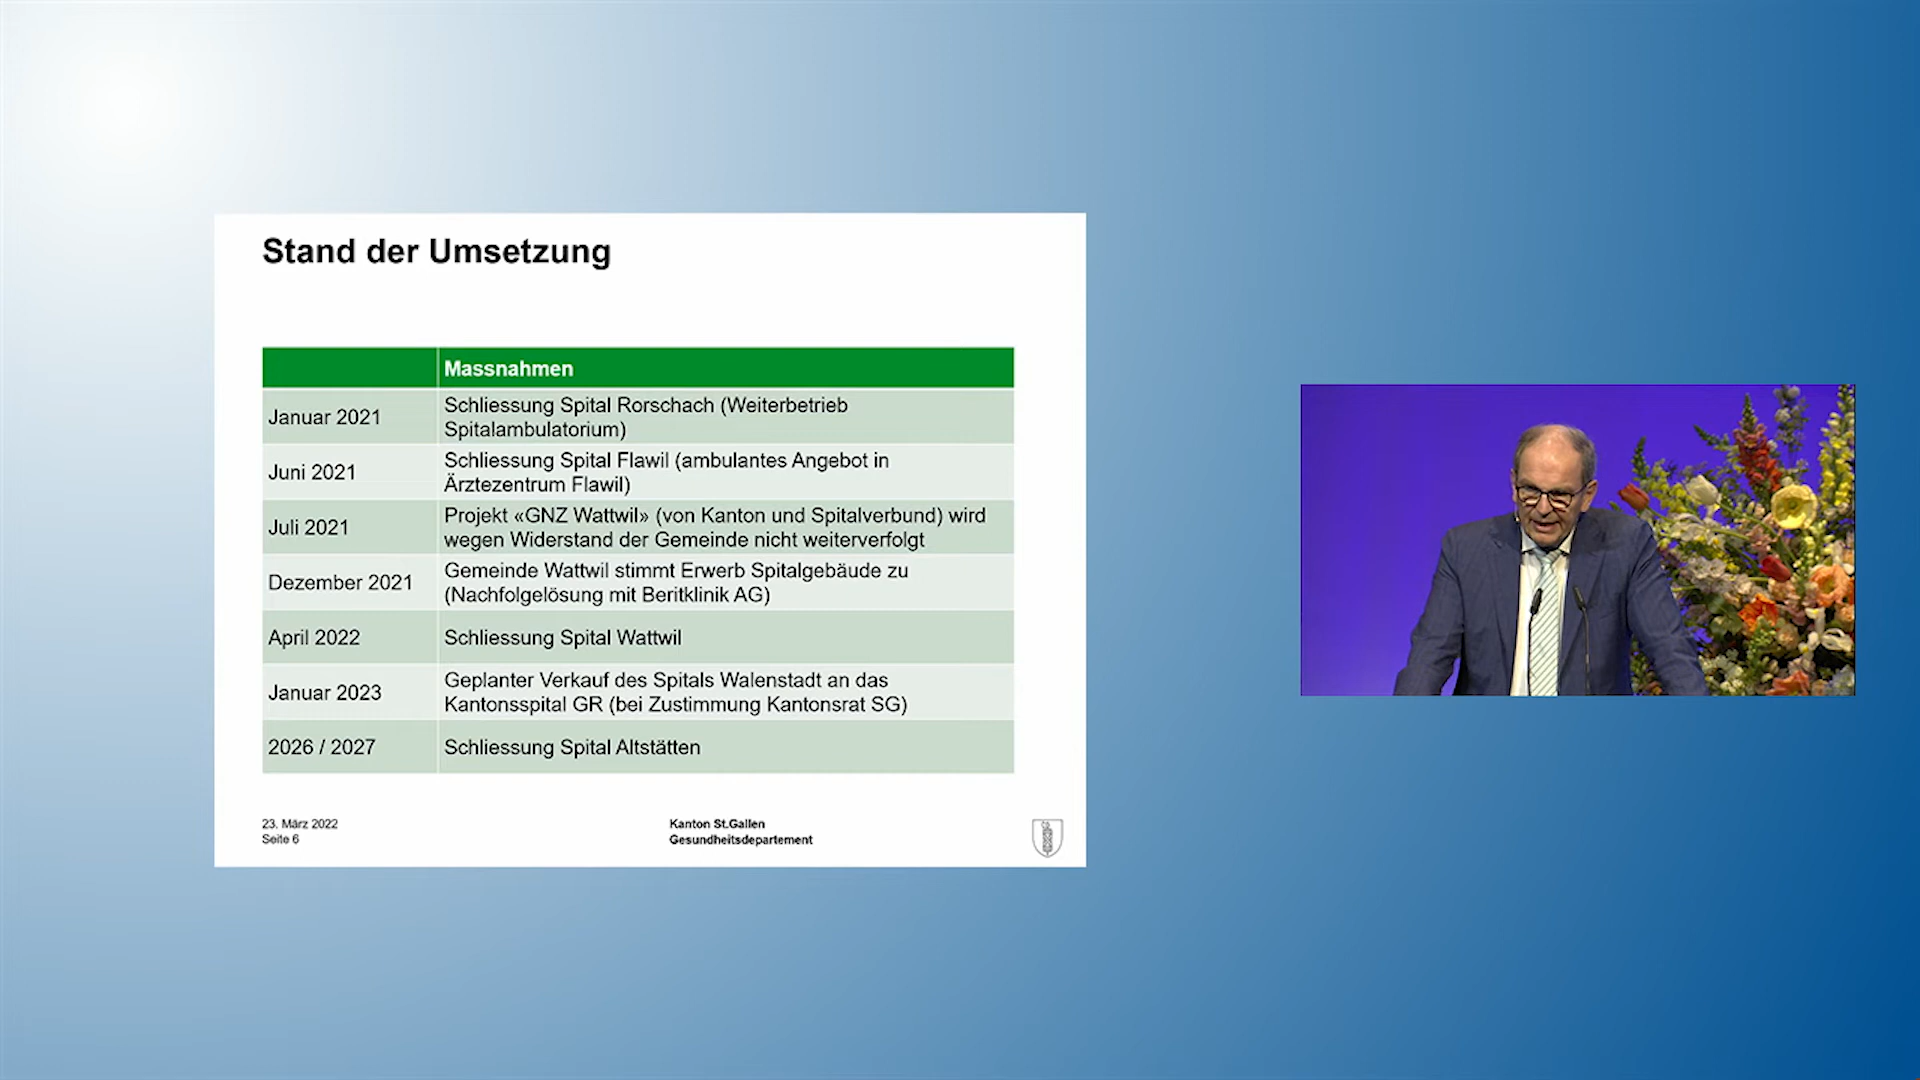 Stand der Umsetzung
Massnahmen
Januar 2021
Schliessung Spital Rorschach (Weiterbetrieb
Spitalambulatorium)
Juni 2021
Schliessung Spital Flawil (ambulantes Angebot in
Ärztezentrum Flawil)
Juli 2021
Projekt «GNZ Wattwil» (von Kanton und Spitalverbund) wird
wegen Widerstand der Gemeinde nicht weiterverfolgt
Dezember 2021
Gemeinde Wattwil stimmt Erwerb Spitalgebäude zu
(Nachfolgelösung mit Beritklinik AG)
April 2022
Schliessung Spital Wattwil
Januar 2023
Geplanter Verkauf des Spitals Walenstadt an das
Kantonsspital GR (bei Zustimmung Kantonsrat SG)
2026 / 2027
Schliessung Spital Altstätten
23. März 2022
Seite 6
Kanton St.Gallen
Gesundheitsdepartement